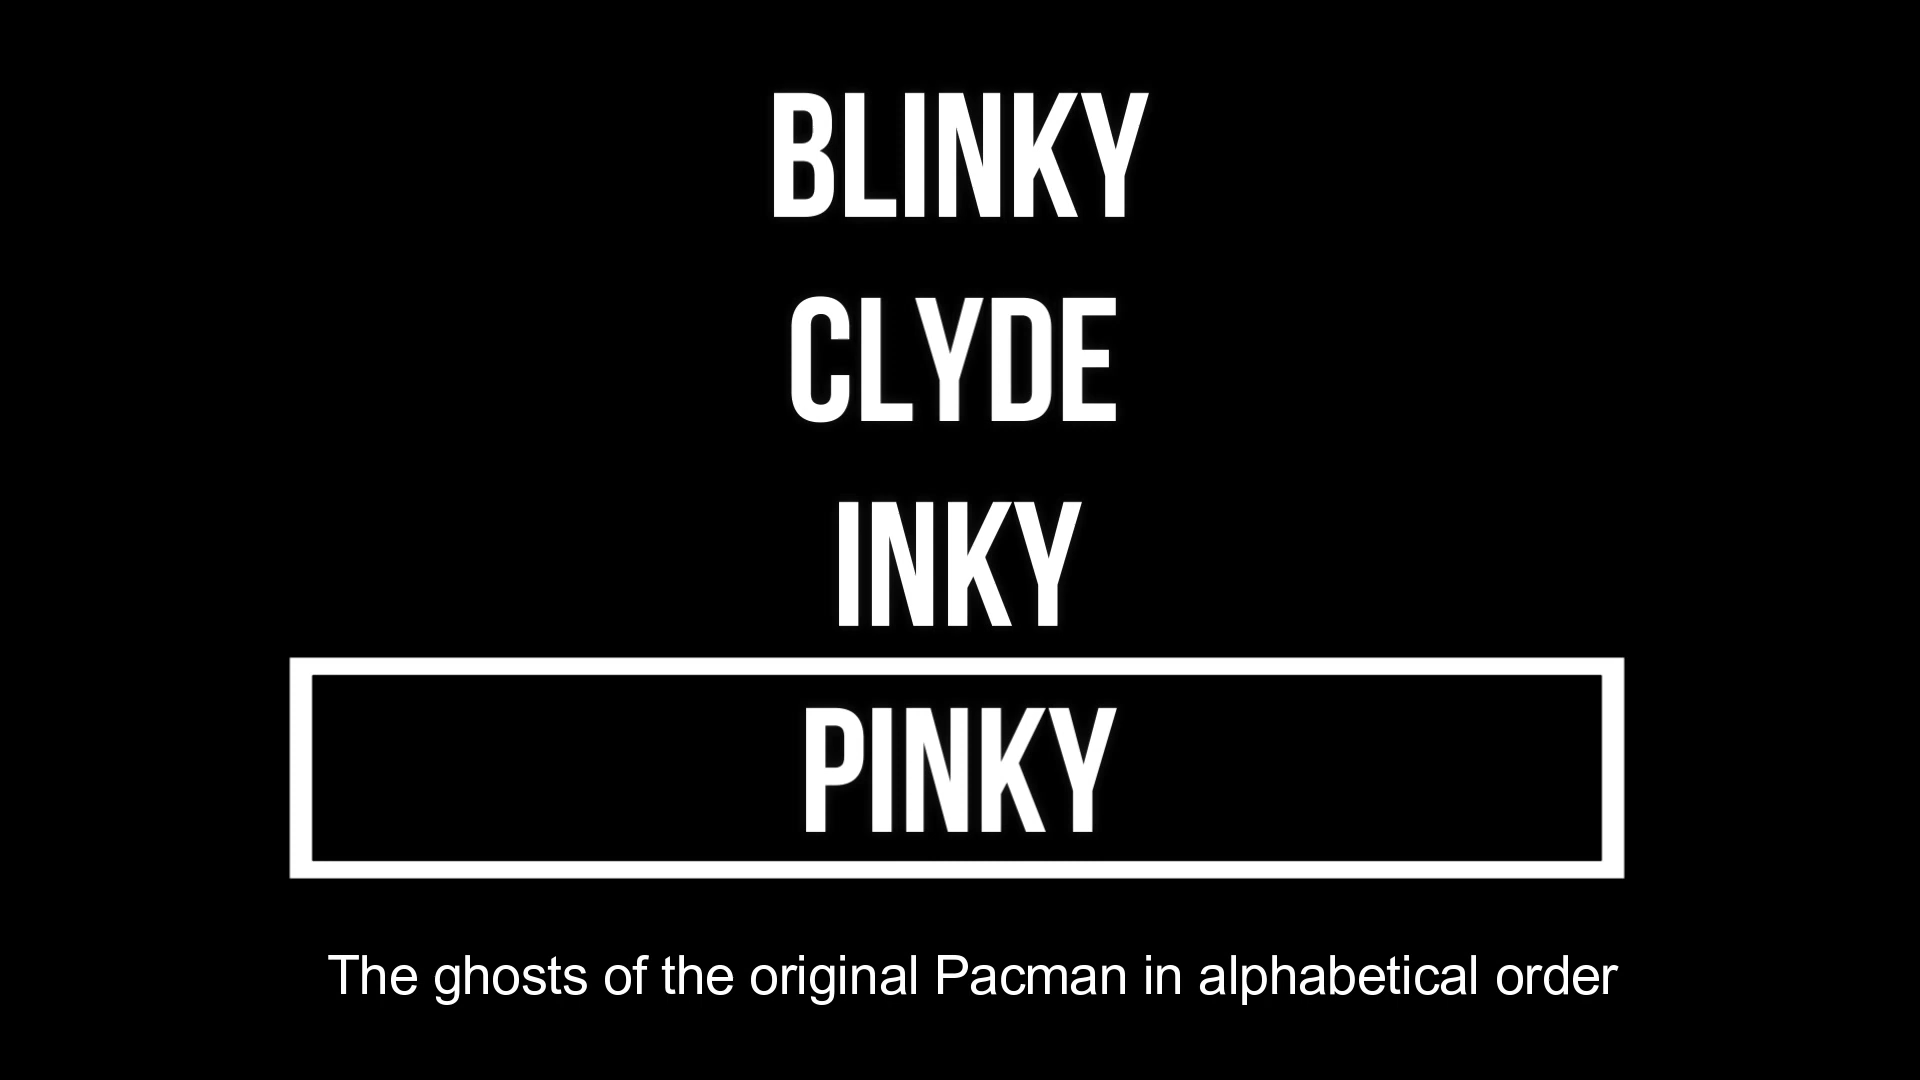 BLINKY
CLYDE
INKY
PINKY
The ghosts of the original Pacman in alphabetical order